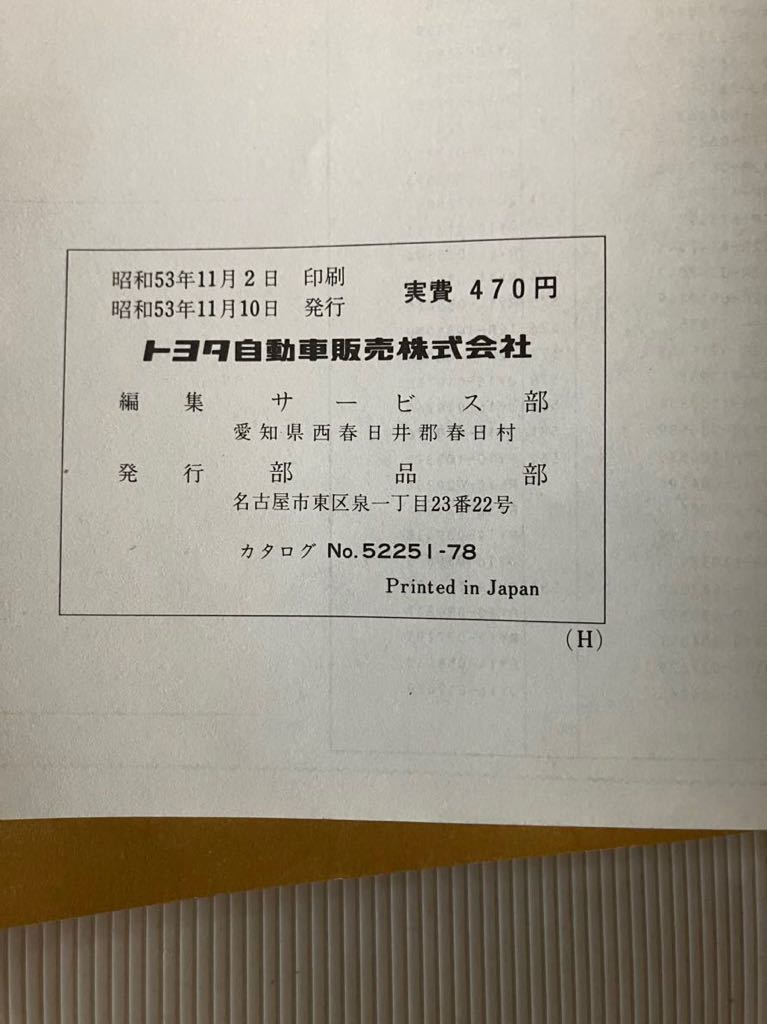 昭和53年11月2日 印刷 実費 470円
昭和53年11月10日 発行
トヨタ自動車販売株式会社
編集 サービス部
愛知県西春日井郡春日村
発行 部品部
名古屋市東区泉一丁目23番22号
カタログ No. 52251-78
Printed in Japan
(H)